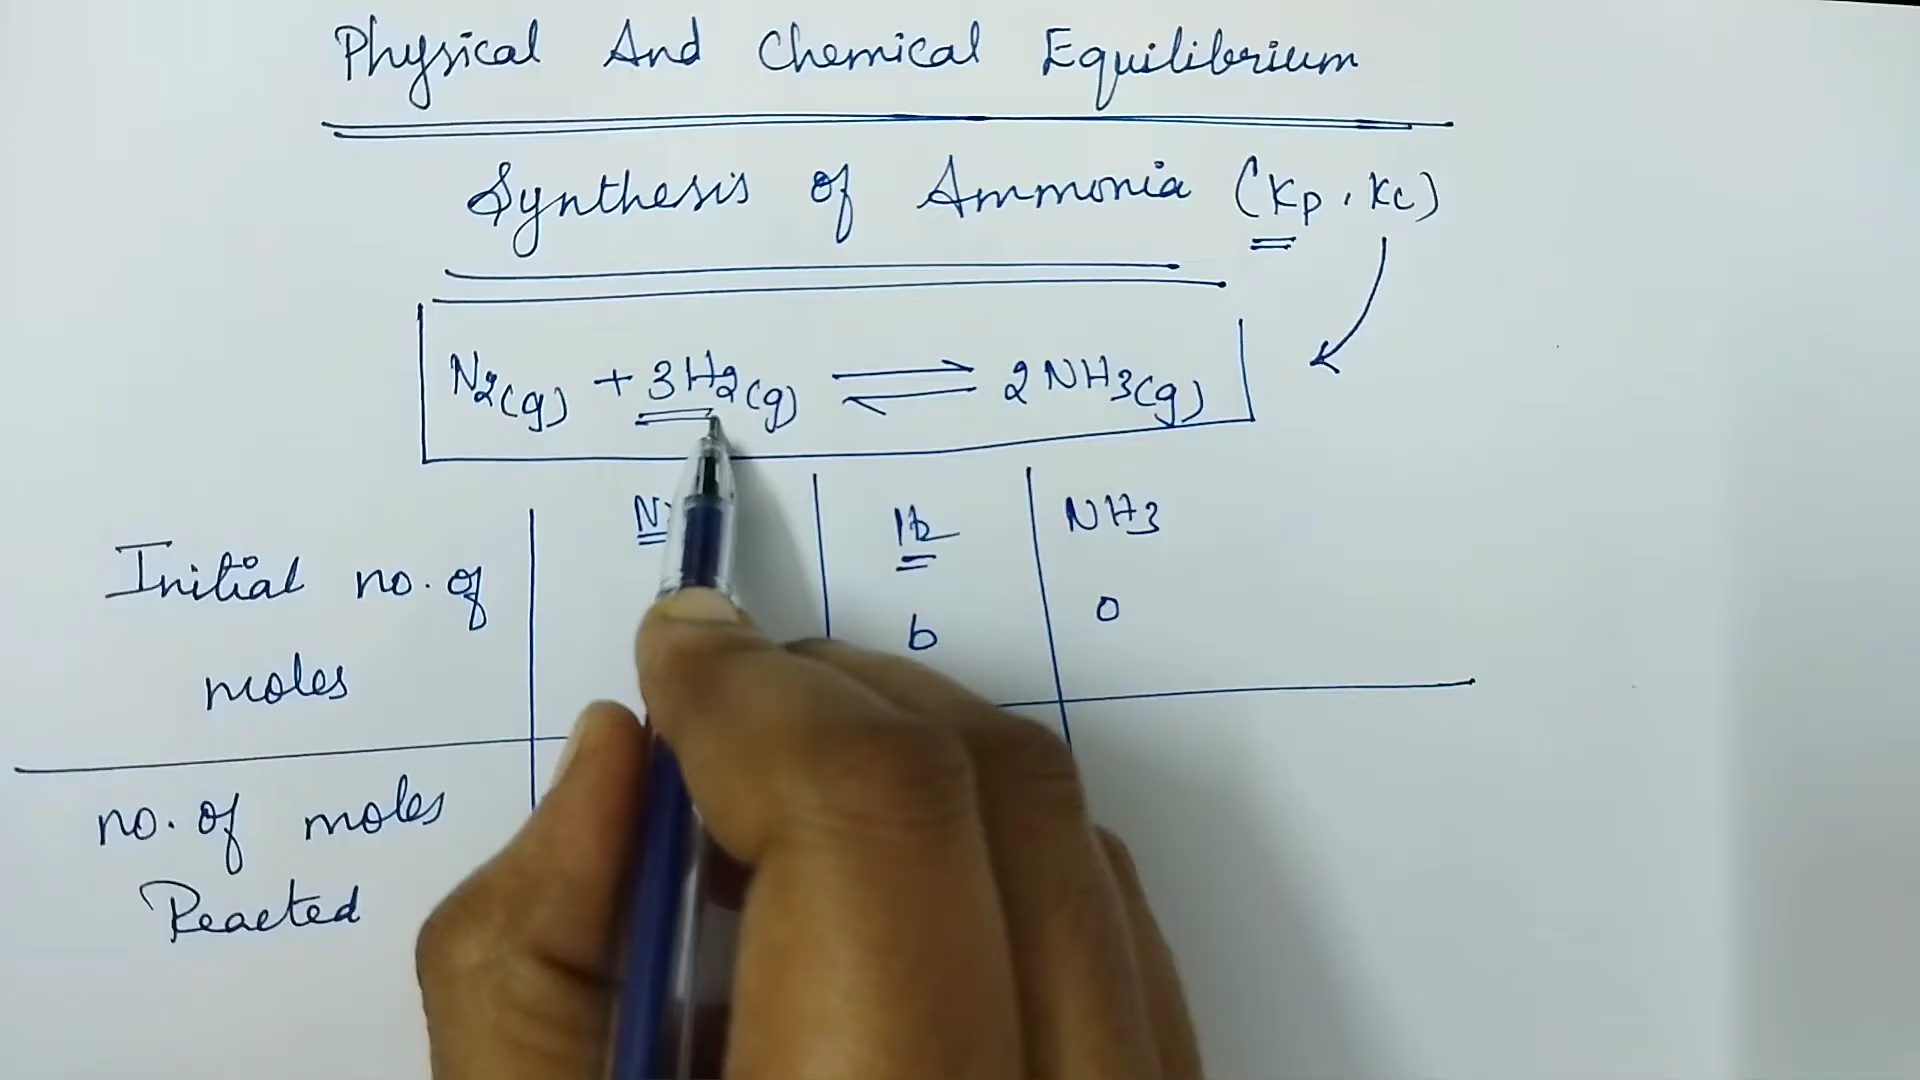 Physical And Chemical Equilibrium
Synthesis of Ammonia (Kp, Kc)
N2(g) + 3H2(g) ⇌ 2NH3(g)
H2 NH3
Initial no. of
moles
b 0
no. of moles
Reacted